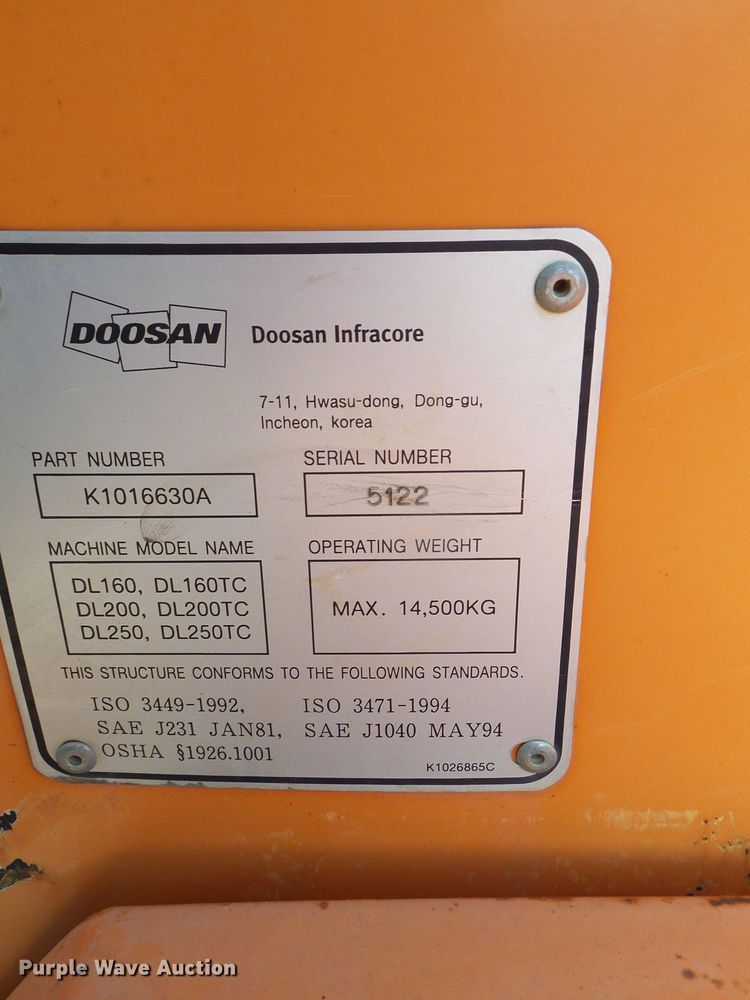 DOOSAN Doosan Infracore
7-11, Hwasu-dong, Dong-gu,
Incheon, korea
PART NUMBER
K1016630A
SERIAL NUMBER
5122
MACHINE MODEL NAME
DL160, DL160TC
DL200, DL200TC
DL250, DL250TC
OPERATING WEIGHT
MAX. 14,500KG
THIS STRUCTURE CONFORMS TO THE FOLLOWING STANDARDS.
ISO 3449-1992, ISO 3471-1994
SAE J231 JAN81, SAE J1040 MAY94
OSHA §1926.1001
K1026865C
Purple Wave Auction